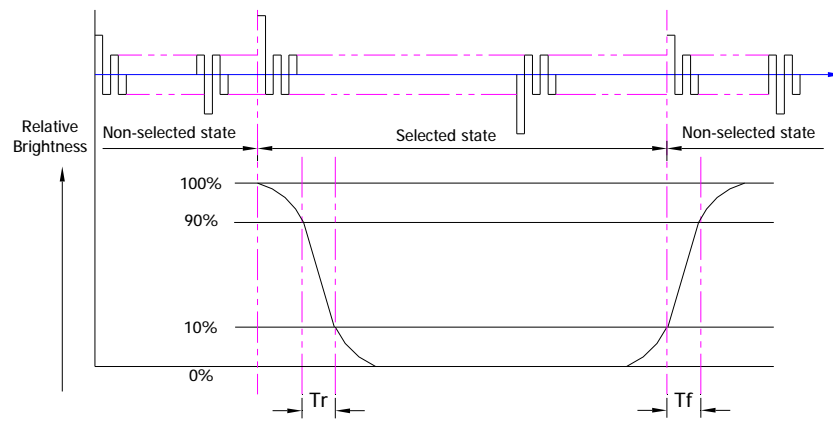 Relative
Brightness
Non-selected state
Selected state
Non-selected state
100%
90%
10%
0%
Tr
Tf